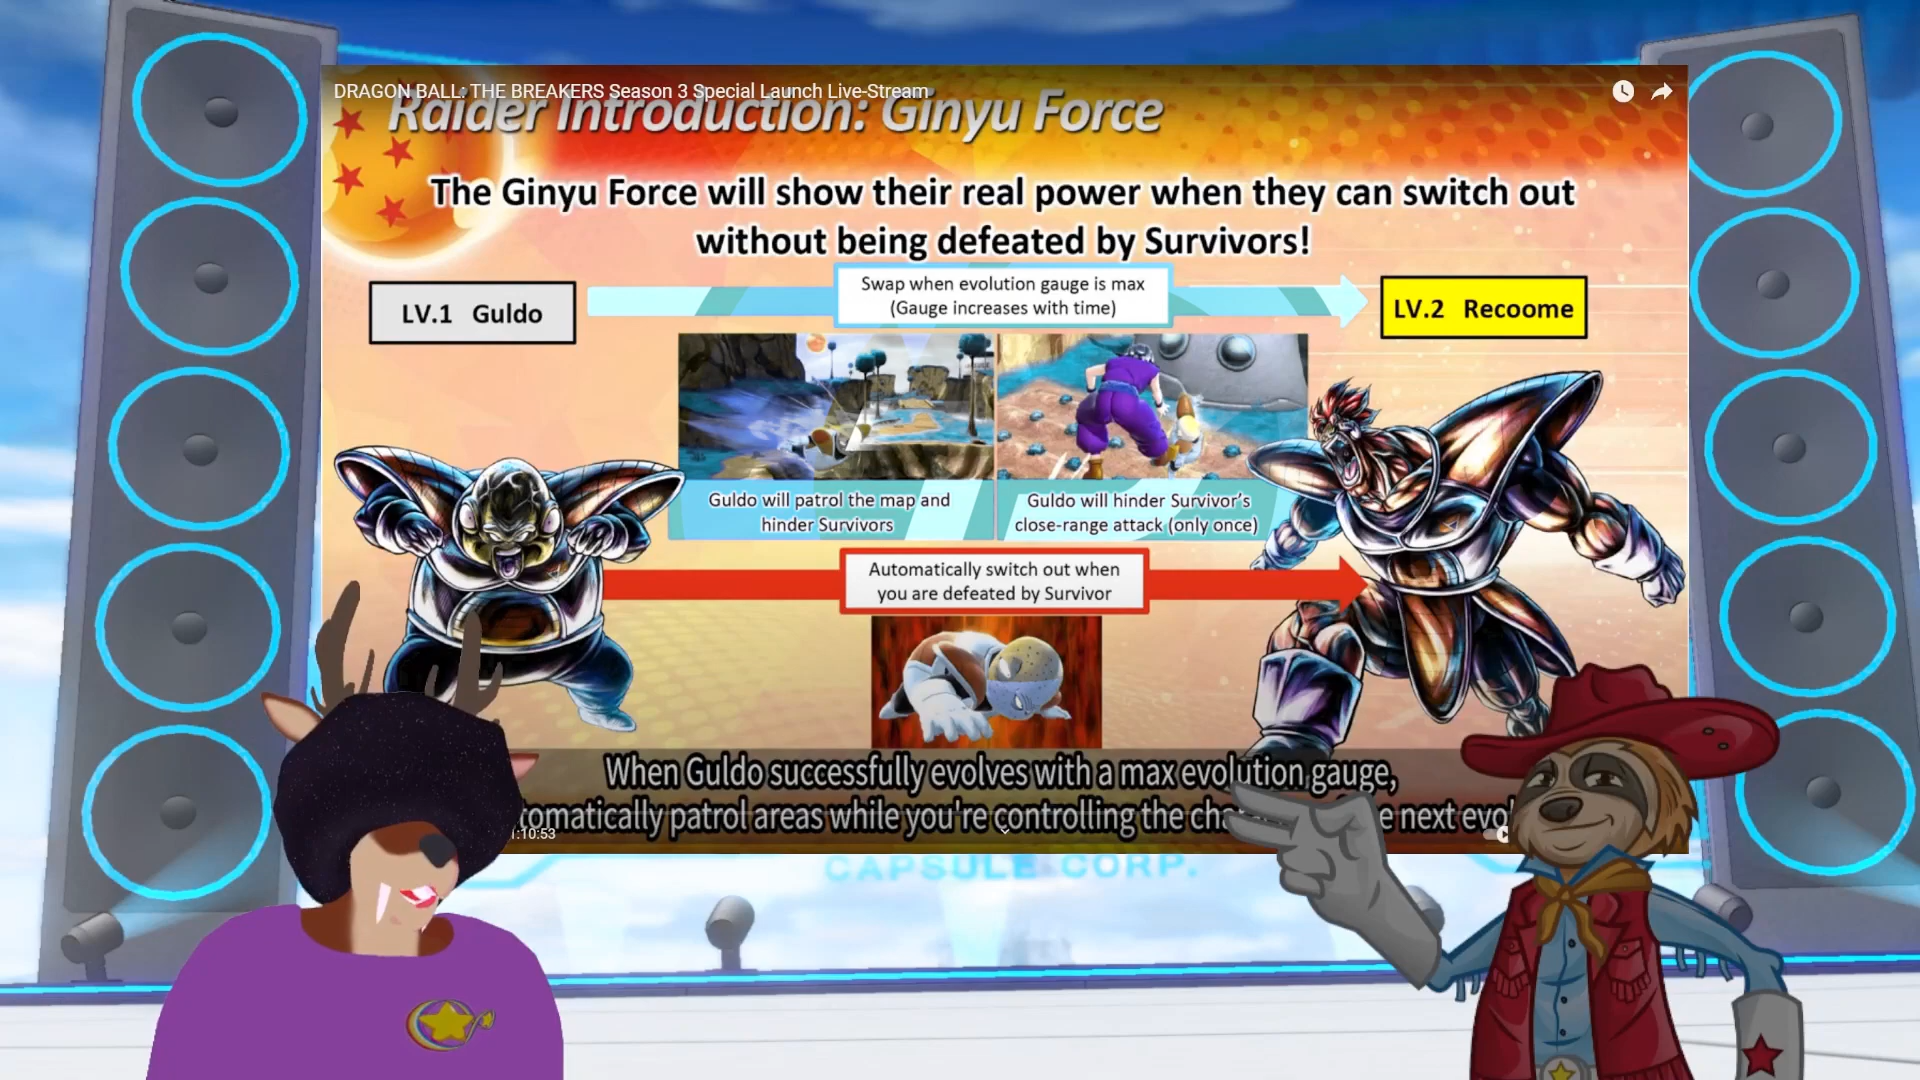 DRAGON BALL: THE BREAKERS Season 3 Special Launch Live-Stream
Raider Introduction: Ginyu Force
The Ginyu Force will show their real power when they can switch out
without being defeated by Survivors!
LV.1 Guldo
Swap when evolution gauge is max
(Gauge increases with time)
LV.2 Recoome
Guldo will patrol the map and
hinder Survivors
Guldo will hinder Survivor's
close-range attack (only once)
Automatically switch out when
you are defeated by Survivor
When Guldo successfully evolves with a max evolution gauge,
tomatically patrol areas while you're controlling the cha e next evo
1:10:53
CAPSULE CORP.